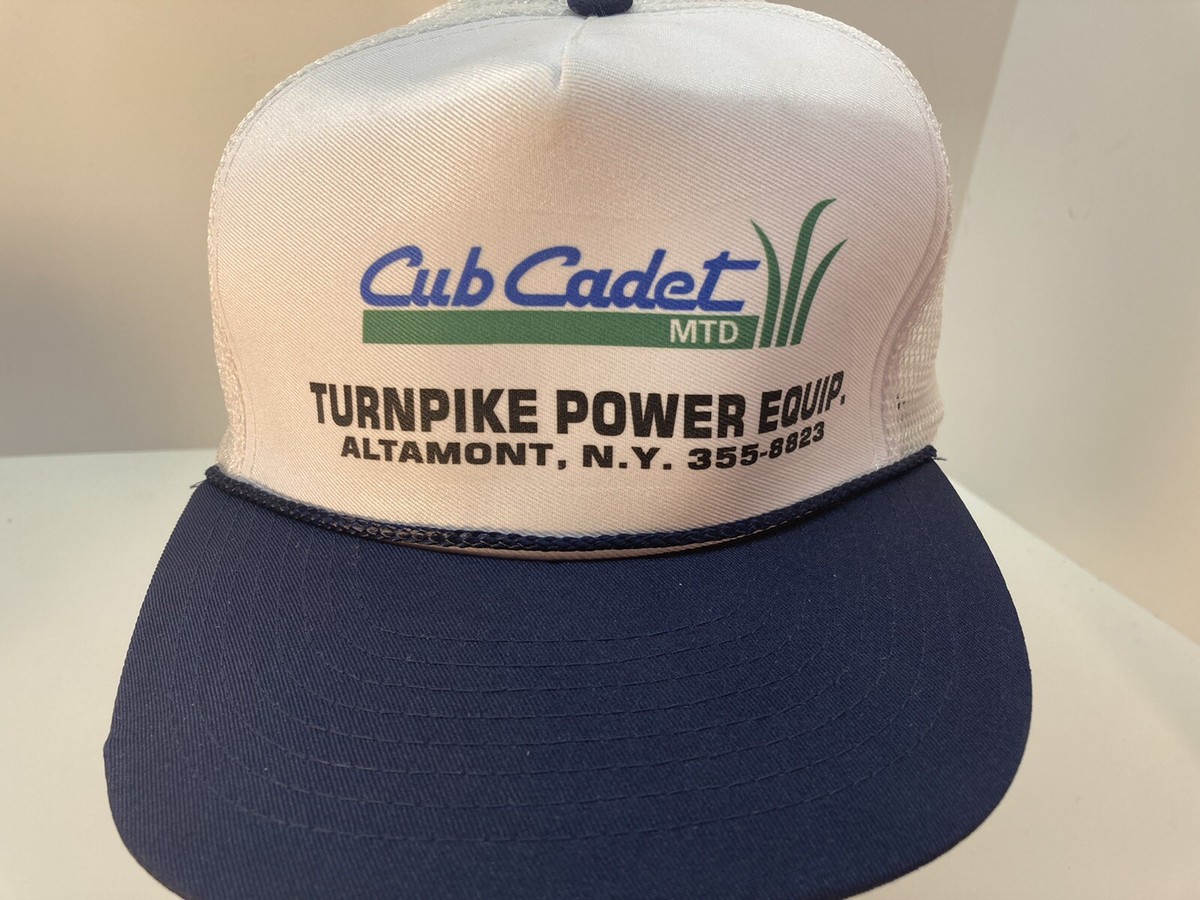 Cub Cadet
MTD
TURNPIKE POWER EQUIP.
ALTAMONT, N.Y. 355-8823